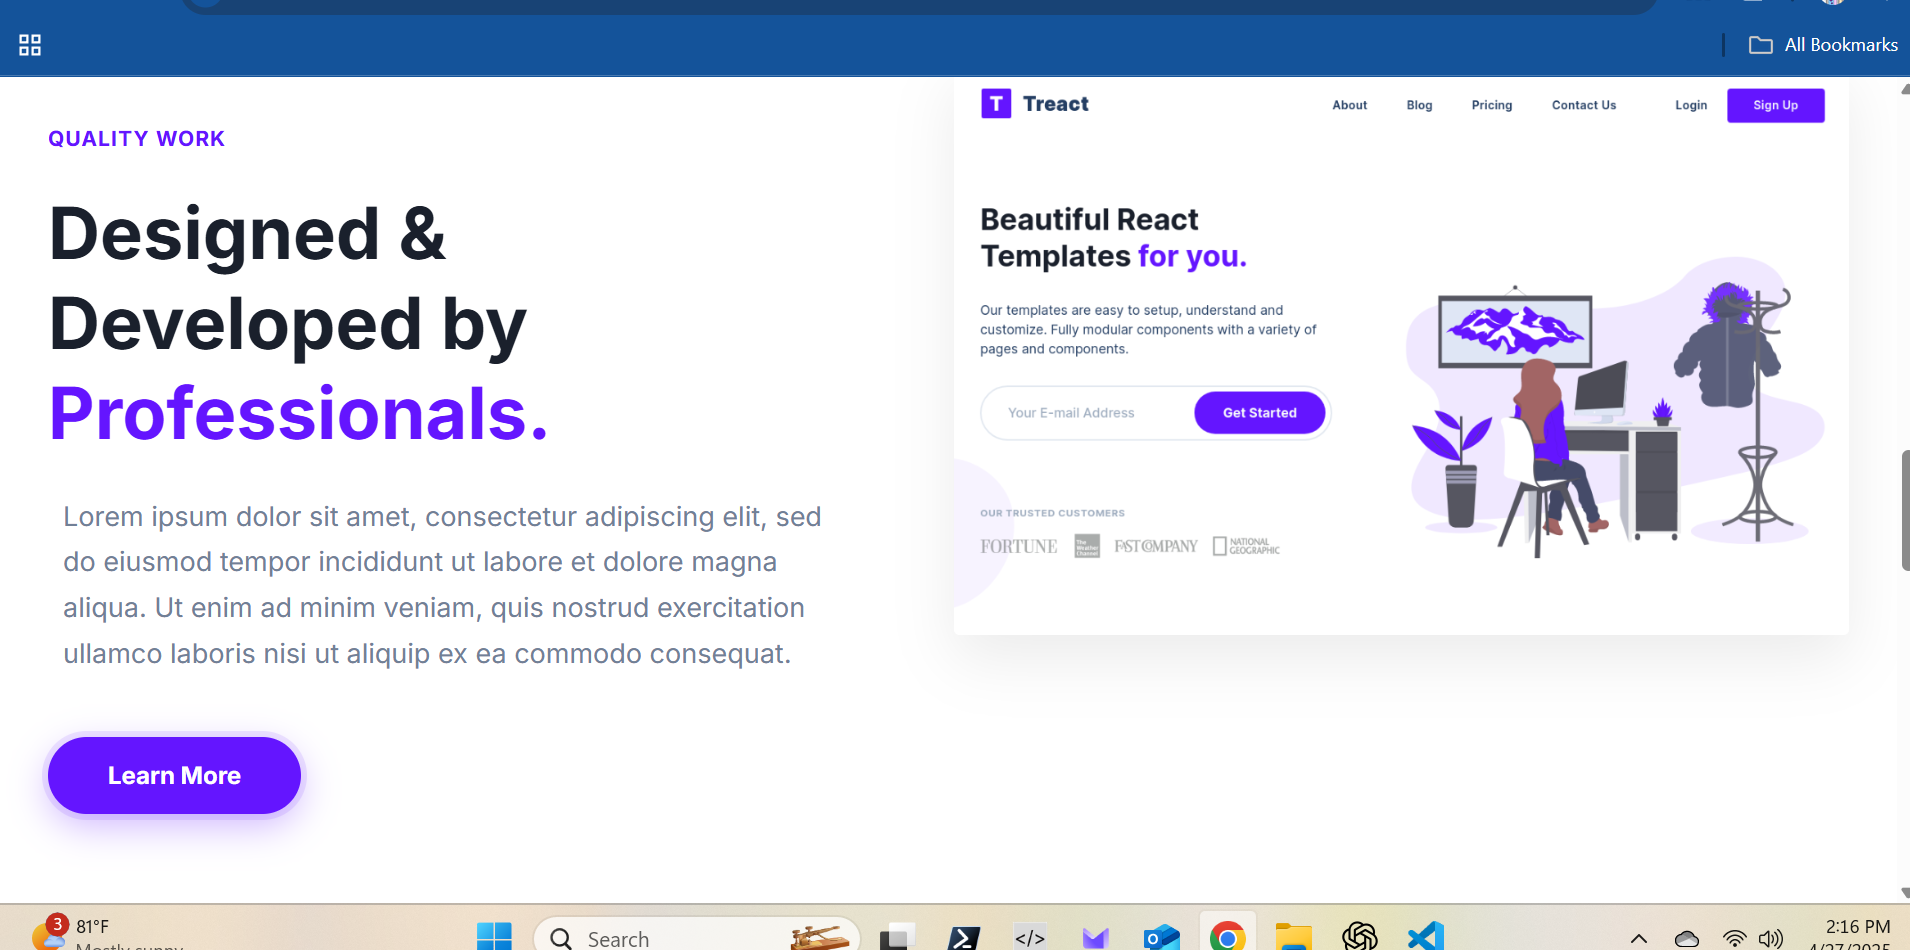 All Bookmarks
QUALITY WORK
Designed &
Developed by
Professionals.
Lorem ipsum dolor sit amet, consectetur adipiscing elit, sed
do eiusmod tempor incididunt ut labore et dolore magna
aliqua. Ut enim ad minim veniam, quis nostrud exercitation
ullamco laboris nisi ut aliquip ex ea commodo consequat.
Learn More
T Treact
About Blog Pricing Contact Us Login Sign Up
Beautiful React
Templates for you.
Our templates are easy to setup, understand and
customize. Fully modular components with a variety of
pages and components.
Your E-mail Address Get Started
OUR TRUSTED CUSTOMERS
FORTUNE
The
Weather
Channel
FAST COMPANY
NATIONAL
GEOGRAPHIC
3 81°F
Mostly sunny
Search
2:16 PM
4/27/2025